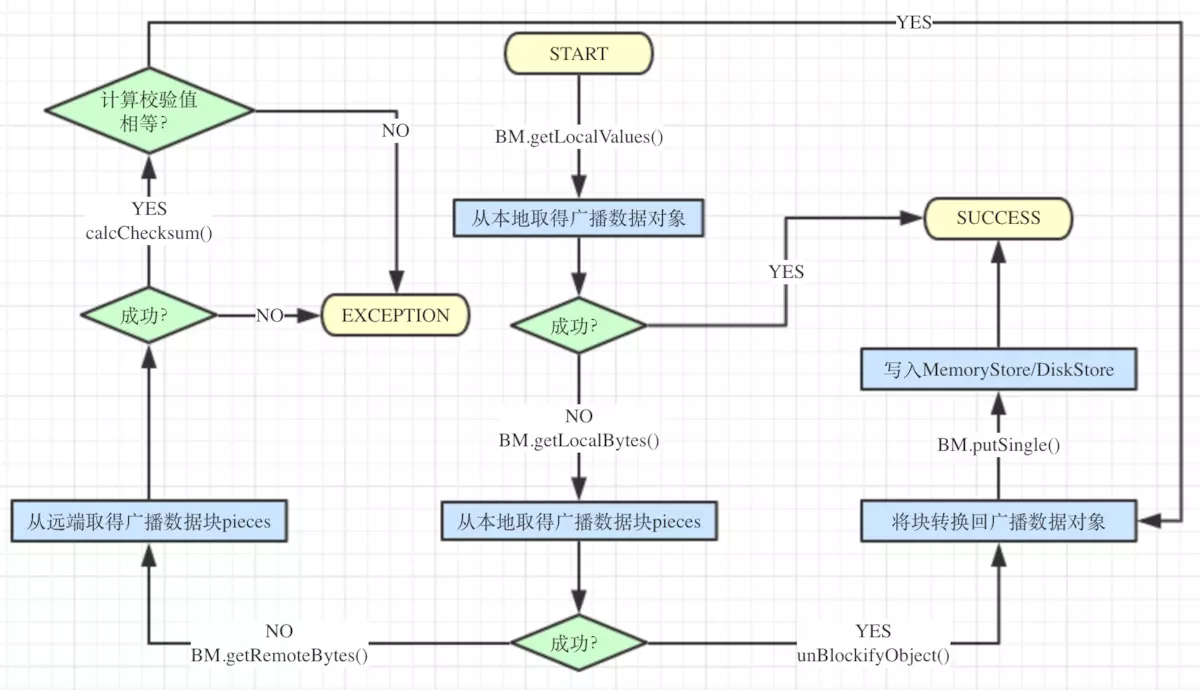 YES
START
计算校验值
相等?
NO
BM.getLocalValues()
YES
calcChecksum()
从本地取得广播数据对象
SUCCESS
YES
成功?
NO
EXCEPTION
成功?
写入MemoryStore/DiskStore
NO
BM.getLocalBytes()
BM.putSingle()
从远端取得广播数据块pieces
从本地取得广播数据块pieces
将块转换回广播数据对象
NO
BM.getRemoteBytes()
成功?
YES
unBlockifyObject()